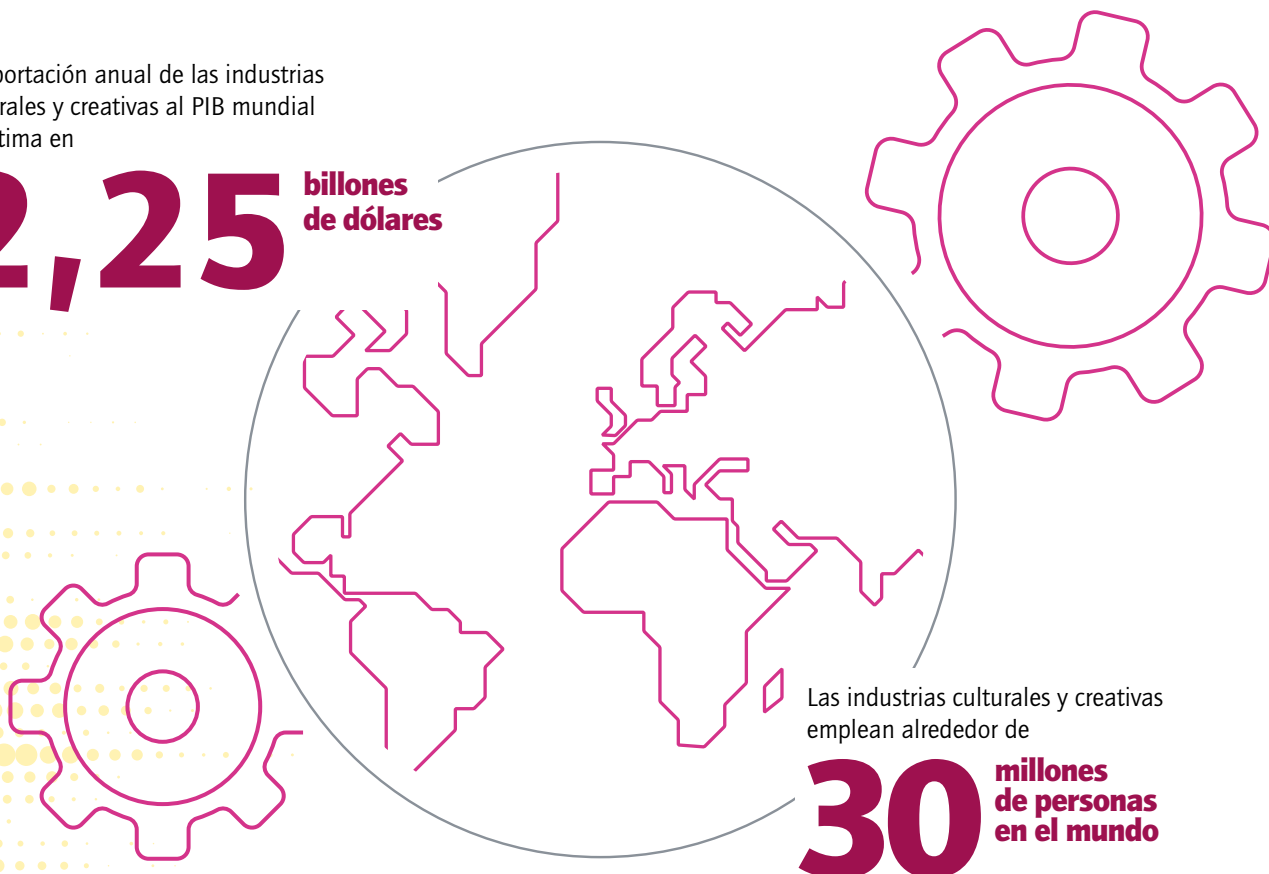 portación anual de las industrias
rales y creativas al PIB mundial
tima en
2,25
billones
de dólares
Las industrias culturales y creativas
emplean alrededor de
30
millones
de personas
en el mundo